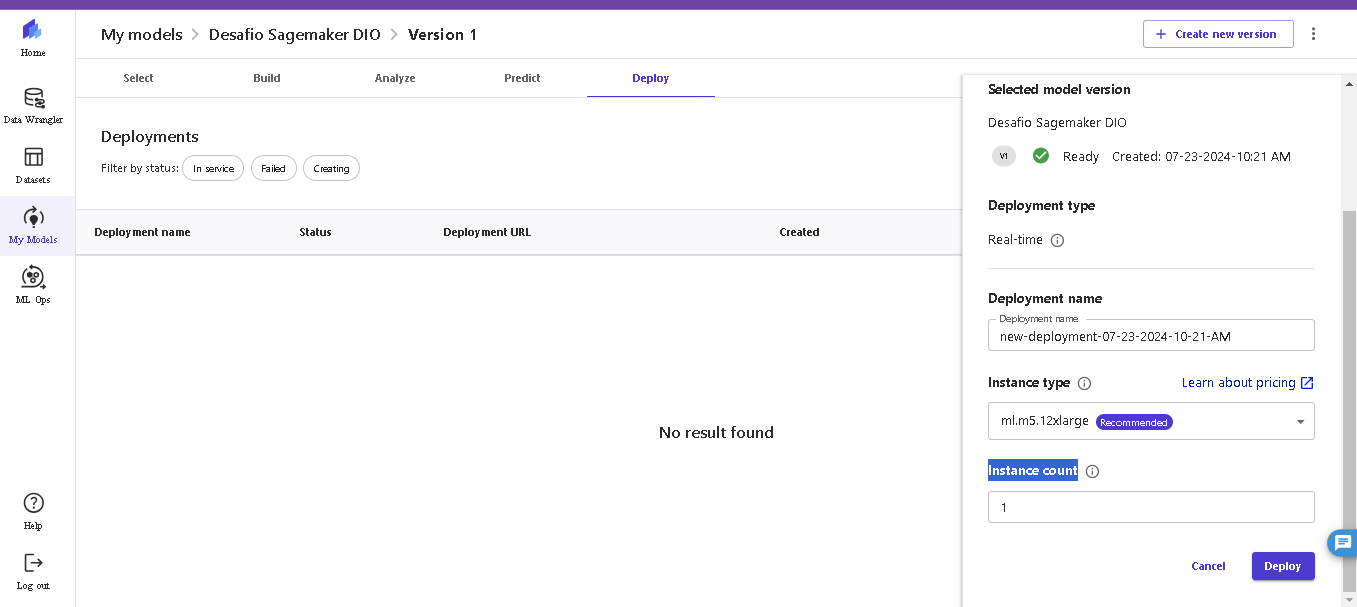 Home
Data Wrangler
Datasets
My Models
ML Ops
Help
Log out
My models > Desafio Sagemaker DIO > Version 1
+ Create new version
Select Build Analyze Predict Deploy
Deployments
Filter by status: In service Failed Creating
Deployment name Status Deployment URL Created
No result found
Selected model version
Desafio Sagemaker DIO
V1 Ready Created: 07-23-2024-10:21 AM
Deployment type
Real-time
Deployment name
Deployment name
new-deployment-07-23-2024-10-21-AM
Instance type Learn about pricing
ml.m5.12xlarge Recommended
Instance count
1
Cancel Deploy